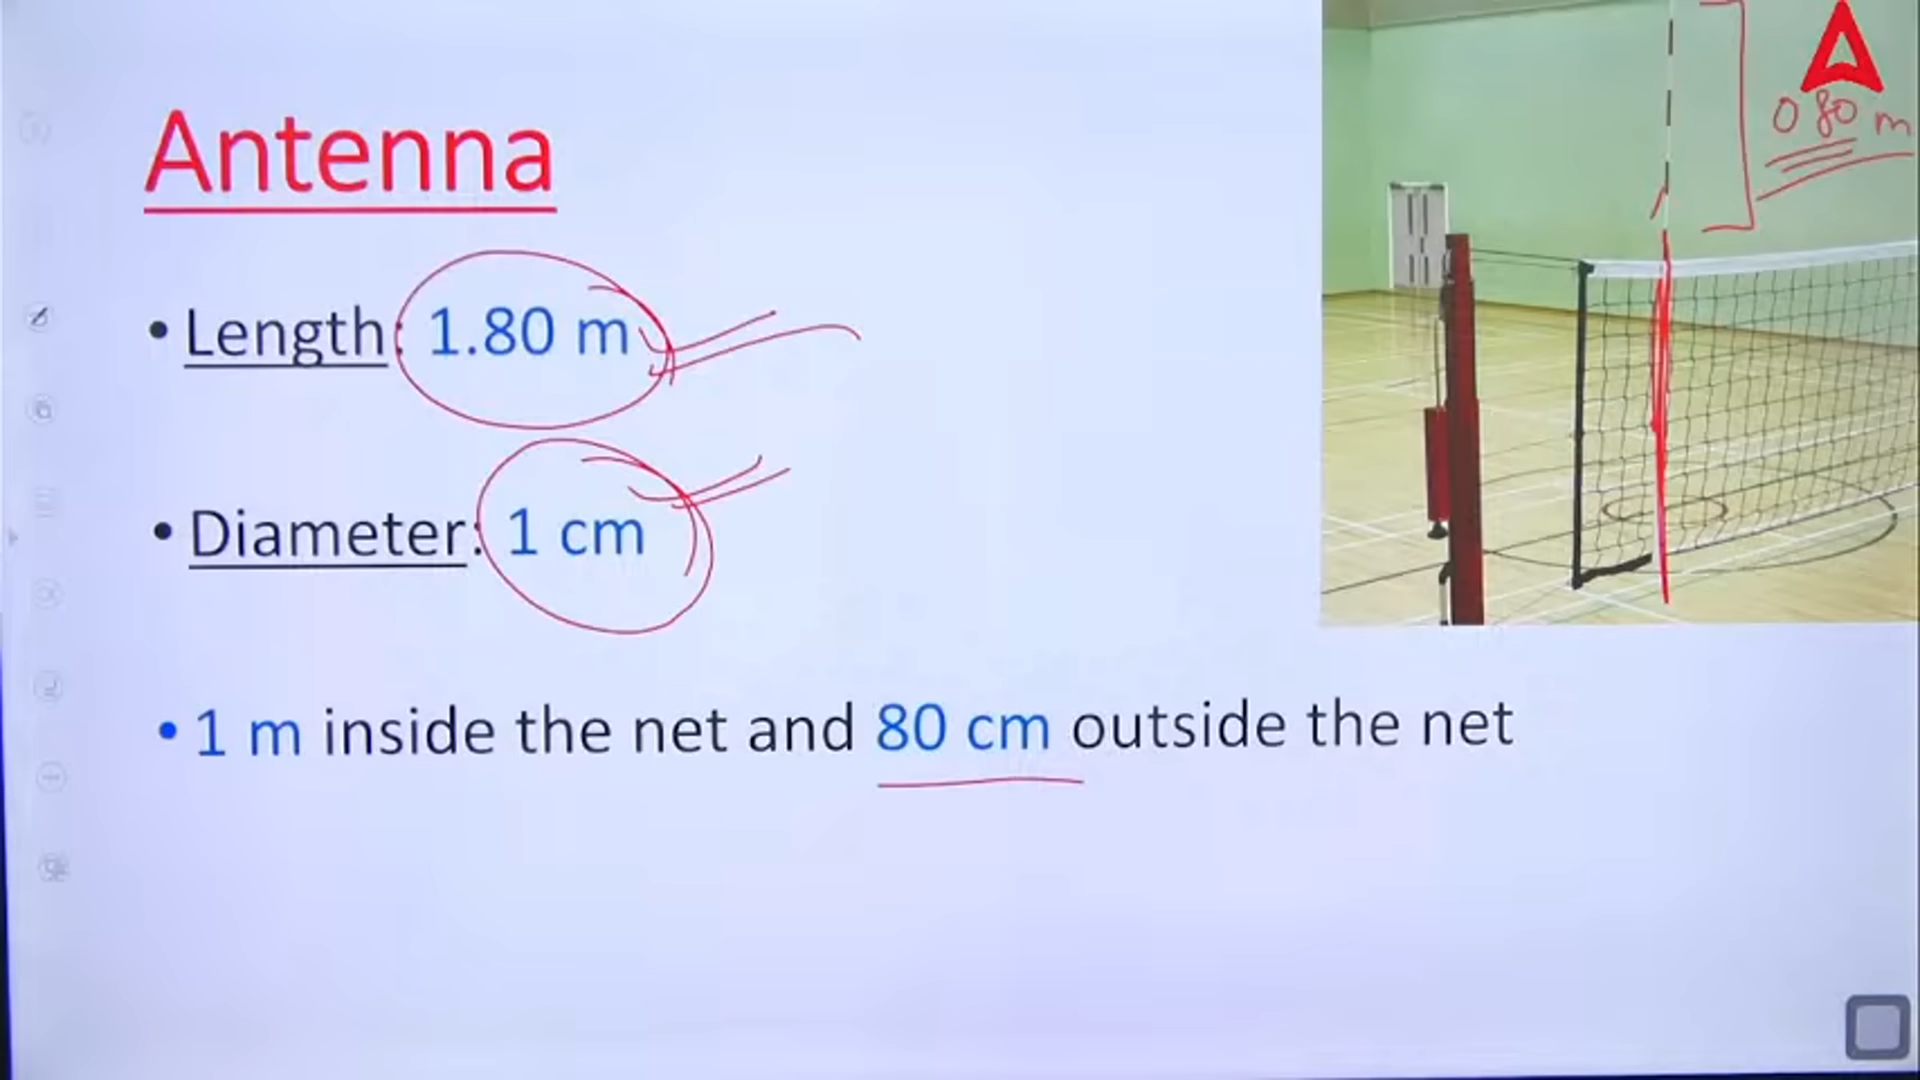 Antenna
• Length: 1.80 m
• Diameter: 1 cm
• 1 m inside the net and 80 cm outside the net
0 80 m